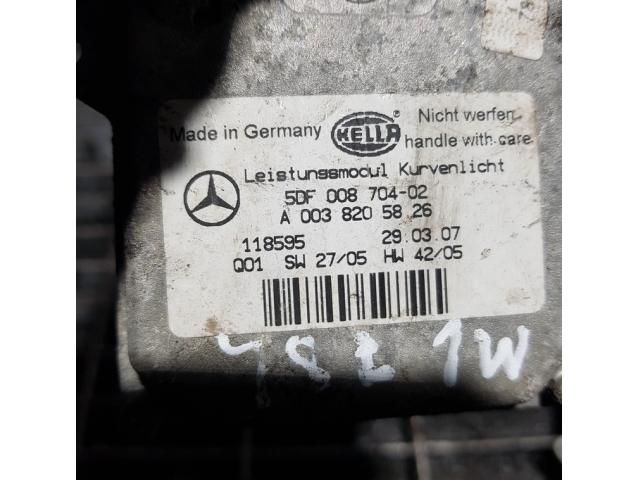 Made in Germany HELLA ® Nicht werfen
handle with care
Leistungsmodul Kurvenlicht
5DF 008 704-02
A 003 820 58 26
118595 29.03.07
Q01 SW 27/05 HW 42/05
1W